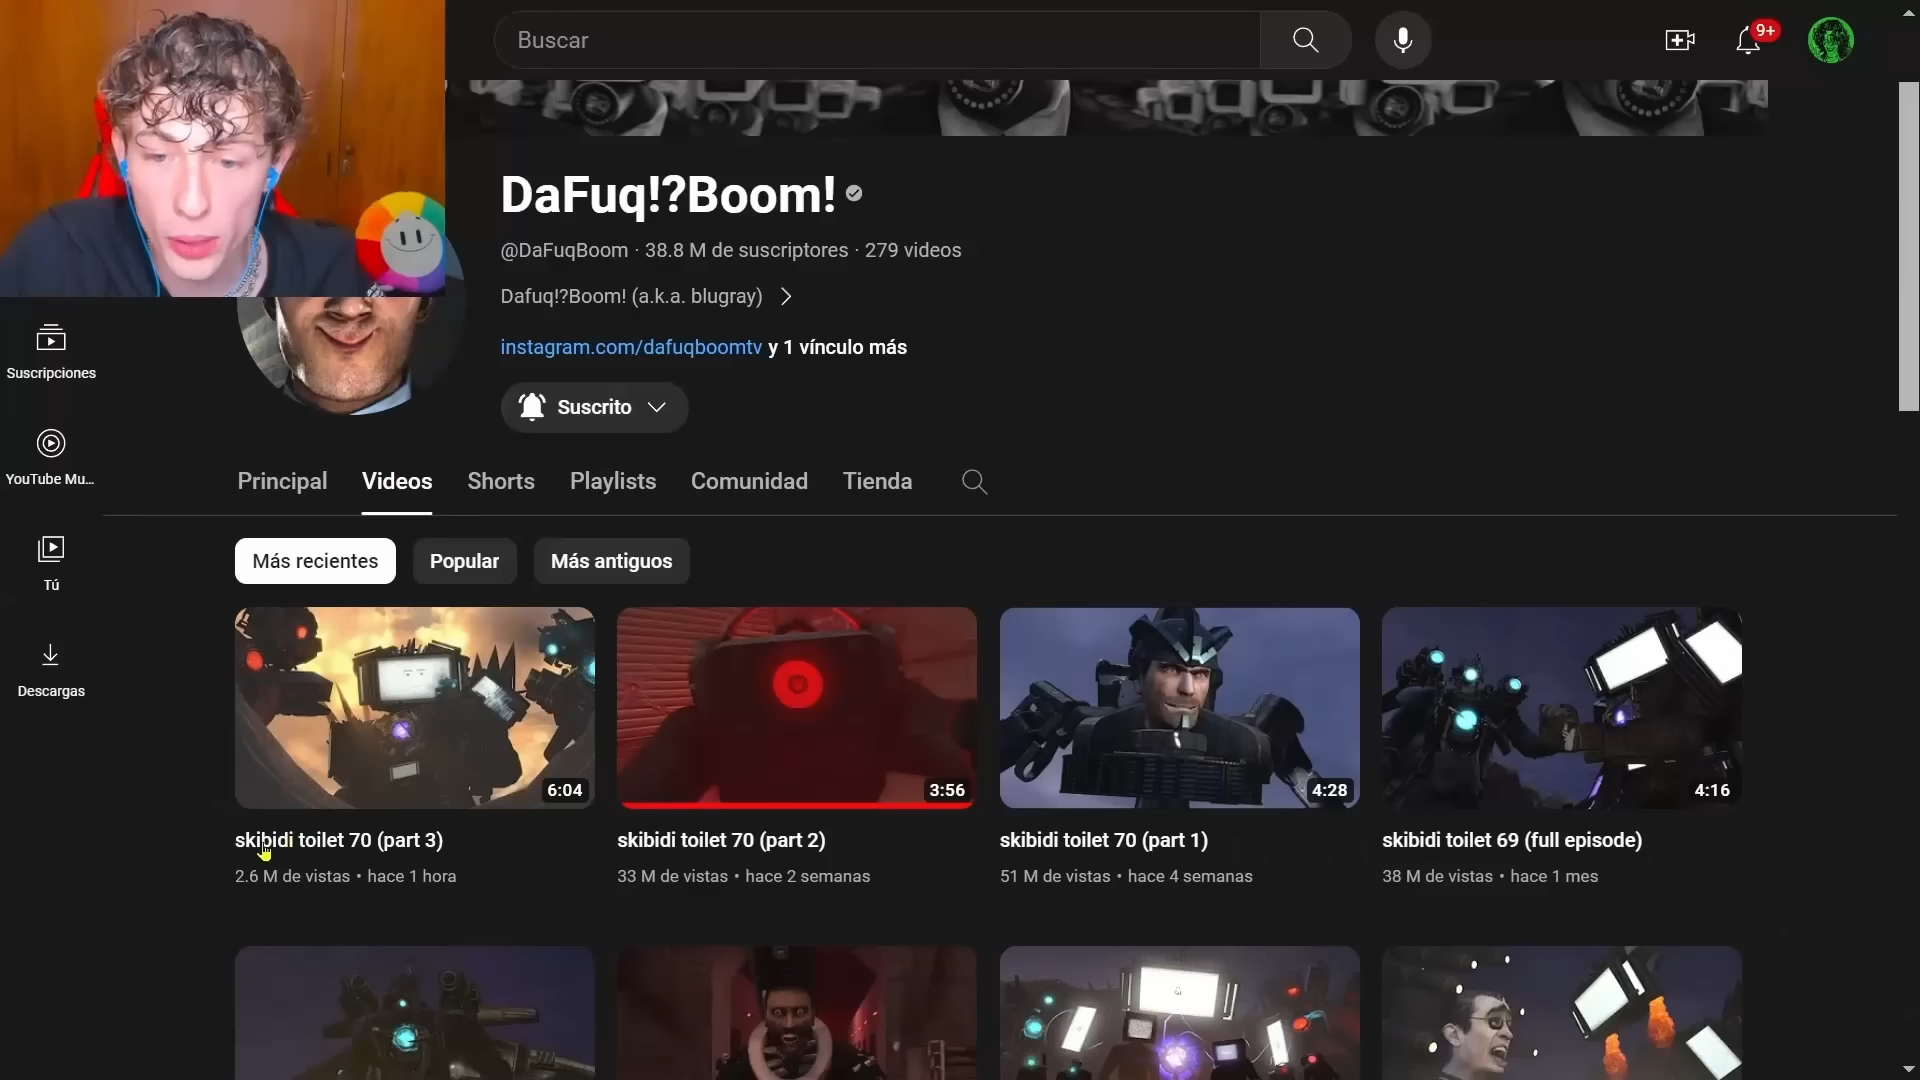 Buscar
9+
DaFuq!?Boom!
@DaFuqBoom · 38.8 M de suscriptores · 279 videos
Dafuq!?Boom! (a.k.a. blugray)
instagram.com/dafuqboomtv y 1 vínculo más
Suscrito
Suscripciones
YouTube Mu...
Tú
Descargas
Principal Videos Shorts Playlists Comunidad Tienda
Más recientes Popular Más antiguos
6:04
3:56
4:28
4:16
skibidi toilet 70 (part 3)
2.6 M de vistas • hace 1 hora
skibidi toilet 70 (part 2)
33 M de vistas • hace 2 semanas
skibidi toilet 70 (part 1)
51 M de vistas • hace 4 semanas
skibidi toilet 69 (full episode)
38 M de vistas • hace 1 mes